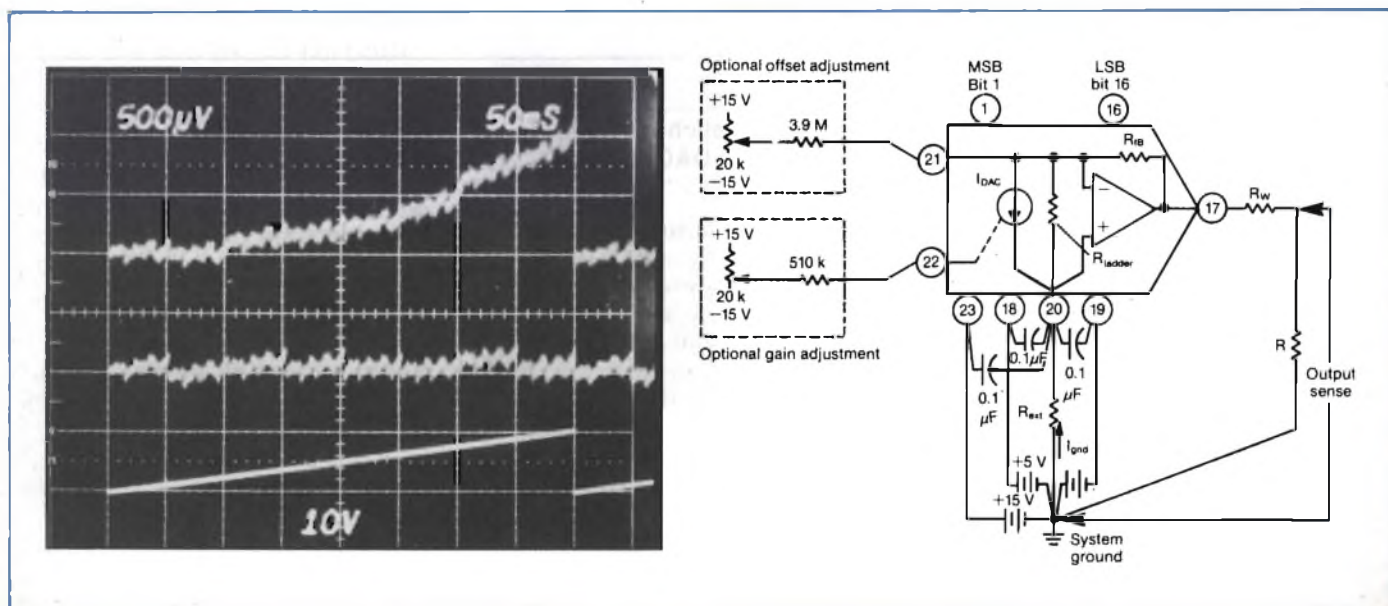 500μV
50mS
10V
Optional offset adjustment
+15 V
20 k
−15 V
3.9 M
+15 V
20 k
−15 V
510 k
Optional gain adjustment
MSB
Bit 1
LSB
bit 16
1
16
21
22
23
18
20
19
17
IDAC
RfB
−
+
Rladder
RW
R
0.1μF
0.1
μF
0.1
μF
Rext
ignd
+5 V
+15 V
Output
sense
System
ground